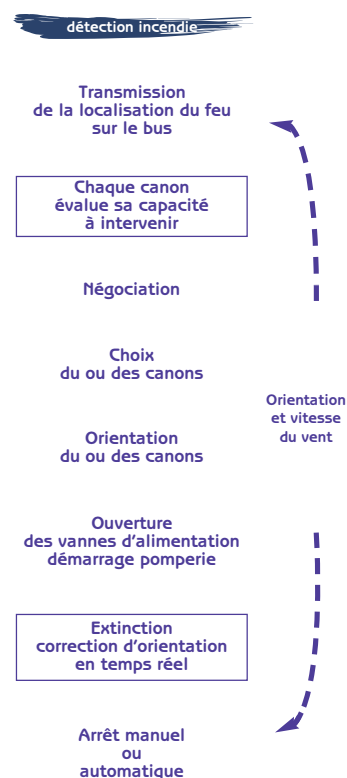 détection incendie
Transmission
de la localisation du feu
sur le bus
Chaque canon
évalue sa capacité
à intervenir
Négociation
Choix
du ou des canons
Orientation
et vitesse
du vent
Orientation
du ou des canons
Ouverture
des vannes d'alimentation
démarrage pomperie
Extinction
correction d'orientation
en temps réel
Arrêt manuel
ou
automatique